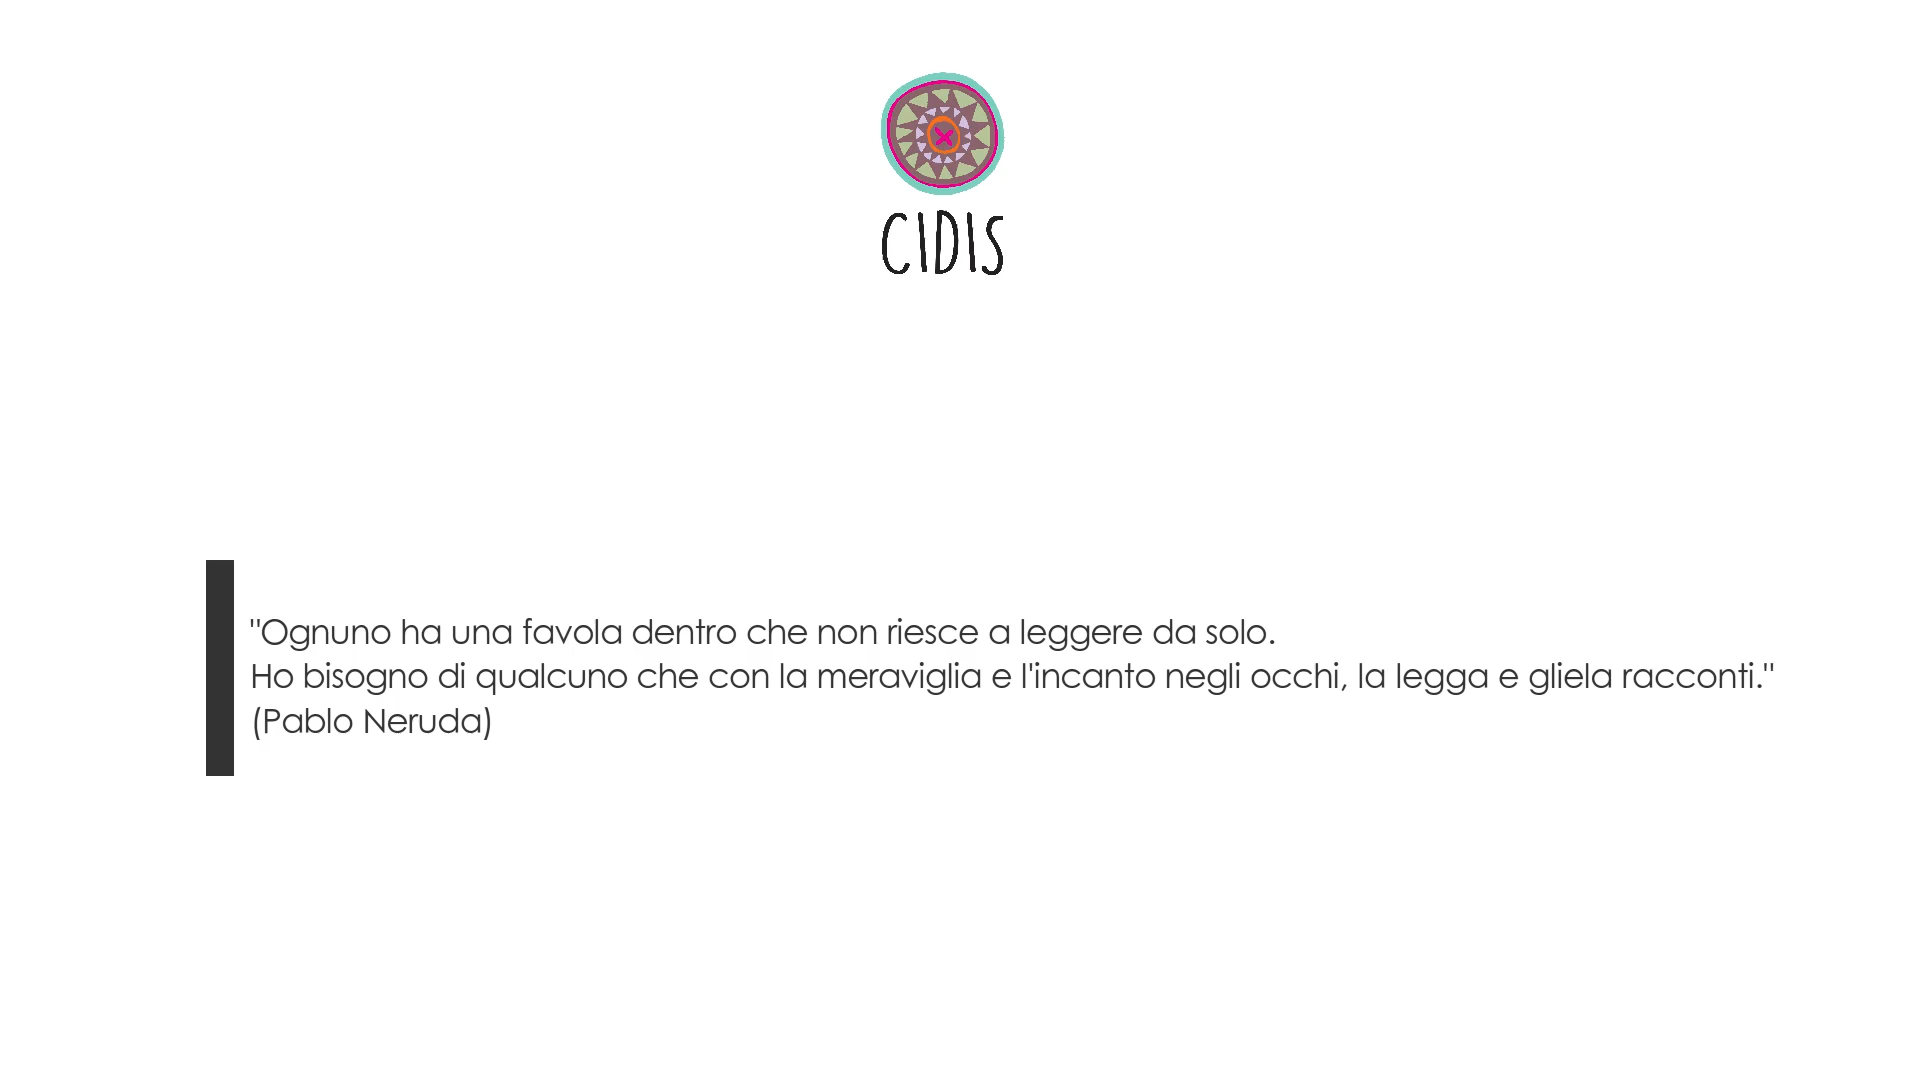 CIDIS
"Ognuno ha una favola dentro che non riesce a leggere da solo.
Ho bisogno di qualcuno che con la meraviglia e l'incanto negli occhi, la legga e gliela racconti."
(Pablo Neruda)